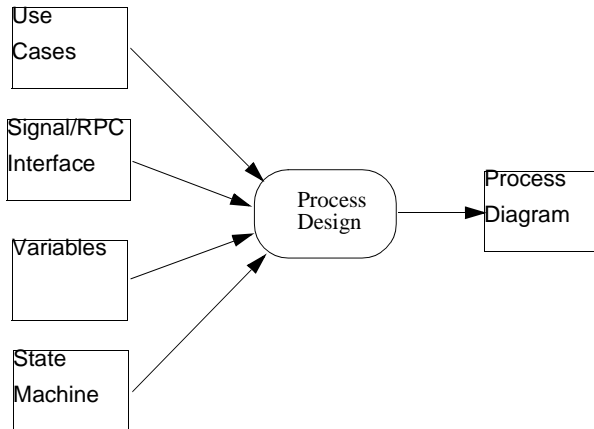 Use
Cases
Signal/RPC
Interface
Variables
State
Machine
Process
Design
Process
Diagram